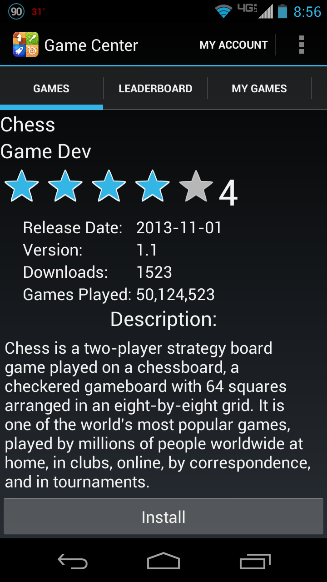 90 31° 4G 8:56
Game Center MY ACCOUNT
GAMES LEADERBOARD MY GAMES
Chess
Game Dev
4
Release Date: 2013-11-01
Version: 1.1
Downloads: 1523
Games Played: 50,124,523
Description:
Chess is a two-player strategy board
game played on a chessboard, a
checkered gameboard with 64 squares
arranged in an eight-by-eight grid. It is
one of the world's most popular games,
played by millions of people worldwide at
home, in clubs, online, by correspondence,
and in tournaments.
Install